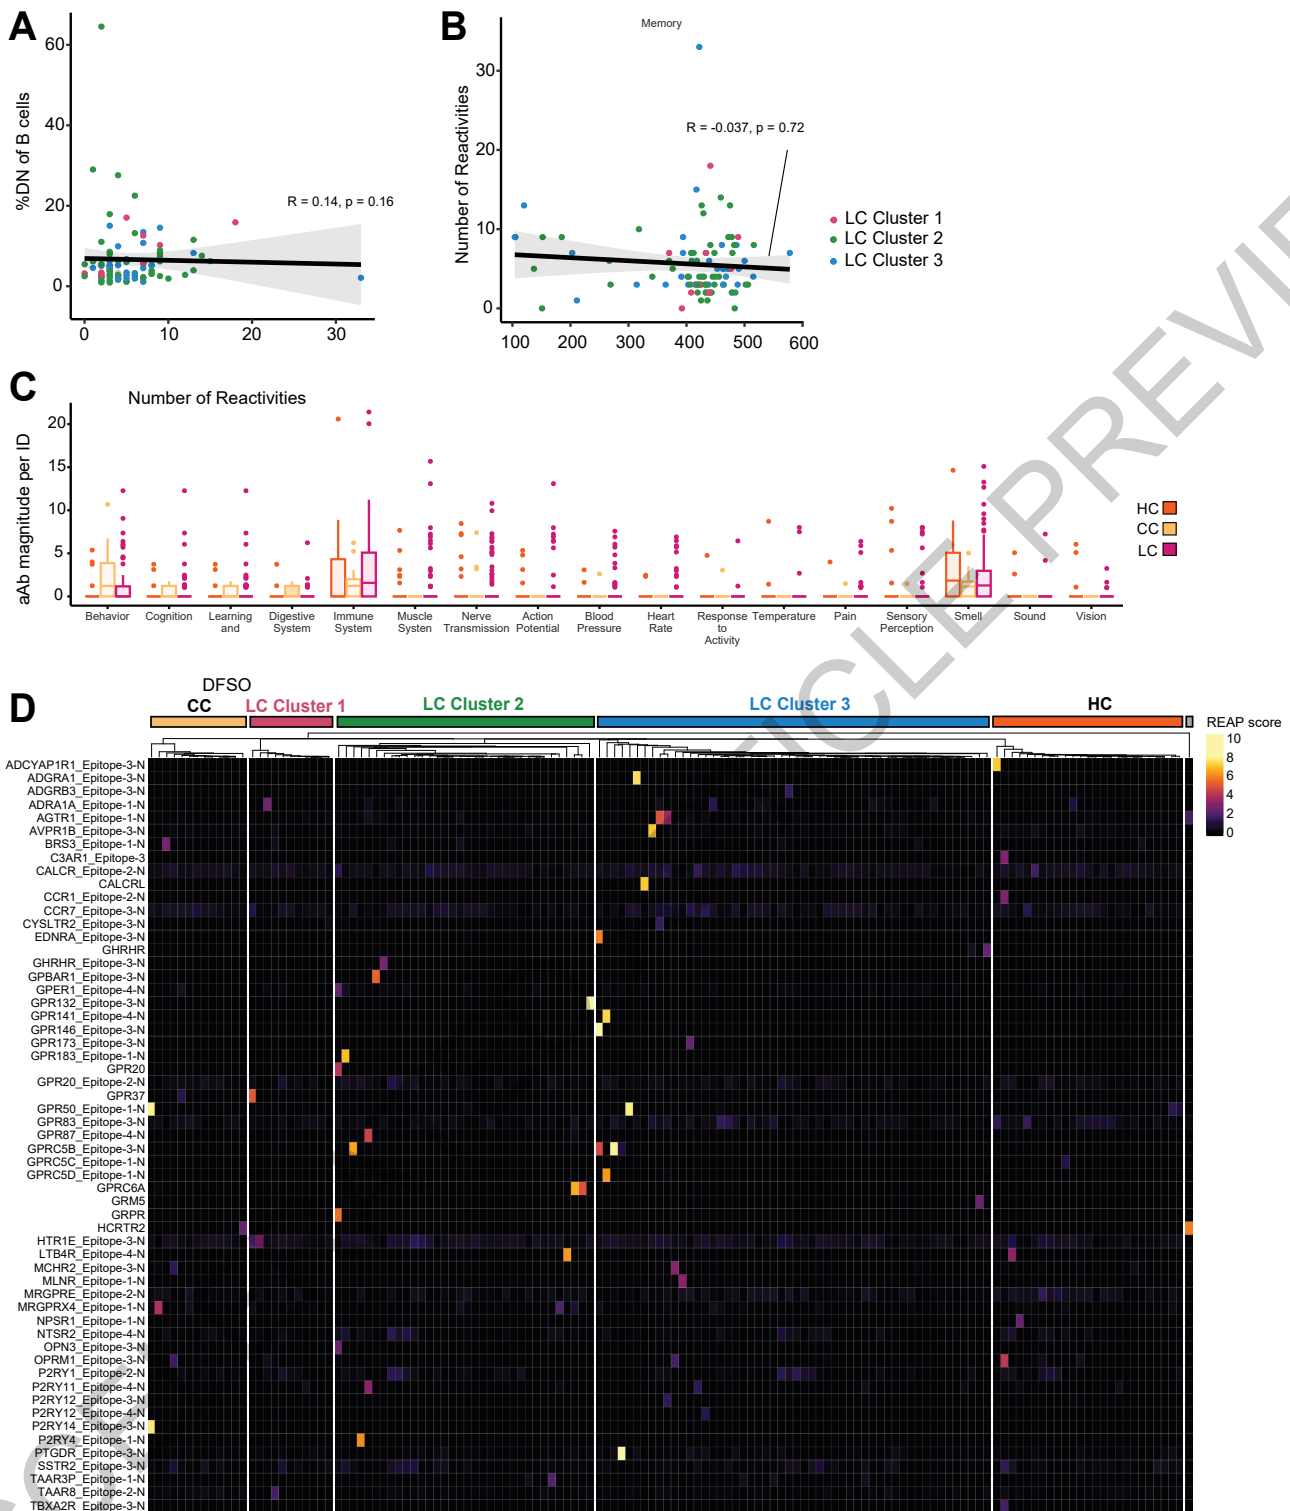 A
%DN of B cells
60
40
20
0
R = 0.14, p = 0.16
0
10
20
30
B
Memory
Number of Reactivities
30
20
10
0
R = -0.037, p = 0.72
100
200
300
400
500
600
LC Cluster 1
LC Cluster 2
LC Cluster 3
C
Number of Reactivities
aAb magnitude per ID
20
15
10
5
0
Behavior
Cognition
Learning
and
Digestive
System
Immune
System
Muscle
Systen
Nerve
Transmission
Action
Potential
Blood
Pressure
Heart
Rate
Response
to
Activity
Temperature
Pain
Sensory
Perception
Smell
Sound
Vision
HC
CC
LC
D
DFSO
CC
LC Cluster 1
LC Cluster 2
LC Cluster 3
HC
REAP score
10
8
6
4
2
0
ADCYAP1R1_Epitope-3-N
ADGRA1_Epitope-3-N
ADGRB3_Epitope-3-N
ADRA1A_Epitope-1-N
AGTR1_Epitope-1-N
AVPR1B_Epitope-3-N
BRS3_Epitope-1-N
C3AR1_Epitope-3
CALCR_Epitope-2-N
CALCRL
CCR1_Epitope-2-N
CCR7_Epitope-3-N
CYSLTR2_Epitope-3-N
EDNRA_Epitope-3-N
GHRHR
GHRHR_Epitope-3-N
GPBAR1_Epitope-3-N
GPER1_Epitope-4-N
GPR132_Epitope-3-N
GPR141_Epitope-4-N
GPR146_Epitope-3-N
GPR173_Epitope-3-N
GPR183_Epitope-1-N
GPR20
GPR20_Epitope-2-N
GPR37
GPR50_Epitope-1-N
GPR83_Epitope-3-N
GPR87_Epitope-4-N
GPRC5B_Epitope-3-N
GPRC5C_Epitope-1-N
GPRC5D_Epitope-1-N
GPRC6A
GRM5
GRPR
HCRTR2
HTR1E_Epitope-3-N
LTB4R_Epitope-4-N
MCHR2_Epitope-3-N
MLNR_Epitope-1-N
MRGPRE_Epitope-2-N
MRGPRX4_Epitope-1-N
NPSR1_Epitope-1-N
NTSR2_Epitope-4-N
OPN3_Epitope-3-N
OPRM1_Epitope-3-N
P2RY1_Epitope-2-N
P2RY11_Epitope-4-N
P2RY12_Epitope-3-N
P2RY12_Epitope-4-N
P2RY14_Epitope-3-N
P2RY4_Epitope-1-N
PTGDR_Epitope-3-N
SSTR2_Epitope-3-N
TAAR3P_Epitope-1-N
TAAR8_Epitope-2-N
TBXA2R_Epitope-3-N